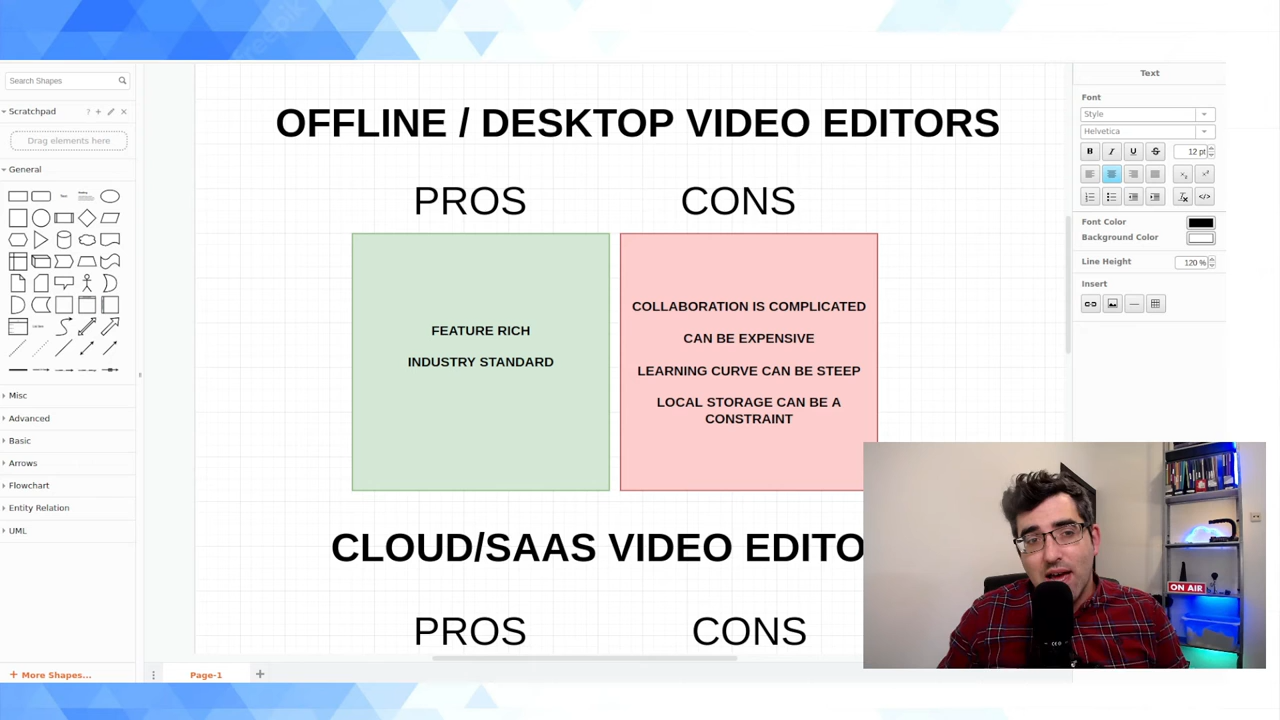 Search Shapes
Text
OFFLINE / DESKTOP VIDEO EDITORS
Scratchpad
?
Font
Style
Helvetica
Drag elements here
B I U S 12 pt
General
PROS CONS
Font Color
Background Color
Line Height 120 %
Insert
FEATURE RICH
INDUSTRY STANDARD
COLLABORATION IS COMPLICATED
CAN BE EXPENSIVE
LEARNING CURVE CAN BE STEEP
LOCAL STORAGE CAN BE A
CONSTRAINT
Misc
Advanced
Basic
Arrows
Flowchart
Entity Relation
UML
CLOUD/SAAS VIDEO EDITO
PROS CONS
ON AIR
+ More Shapes...
Page-1